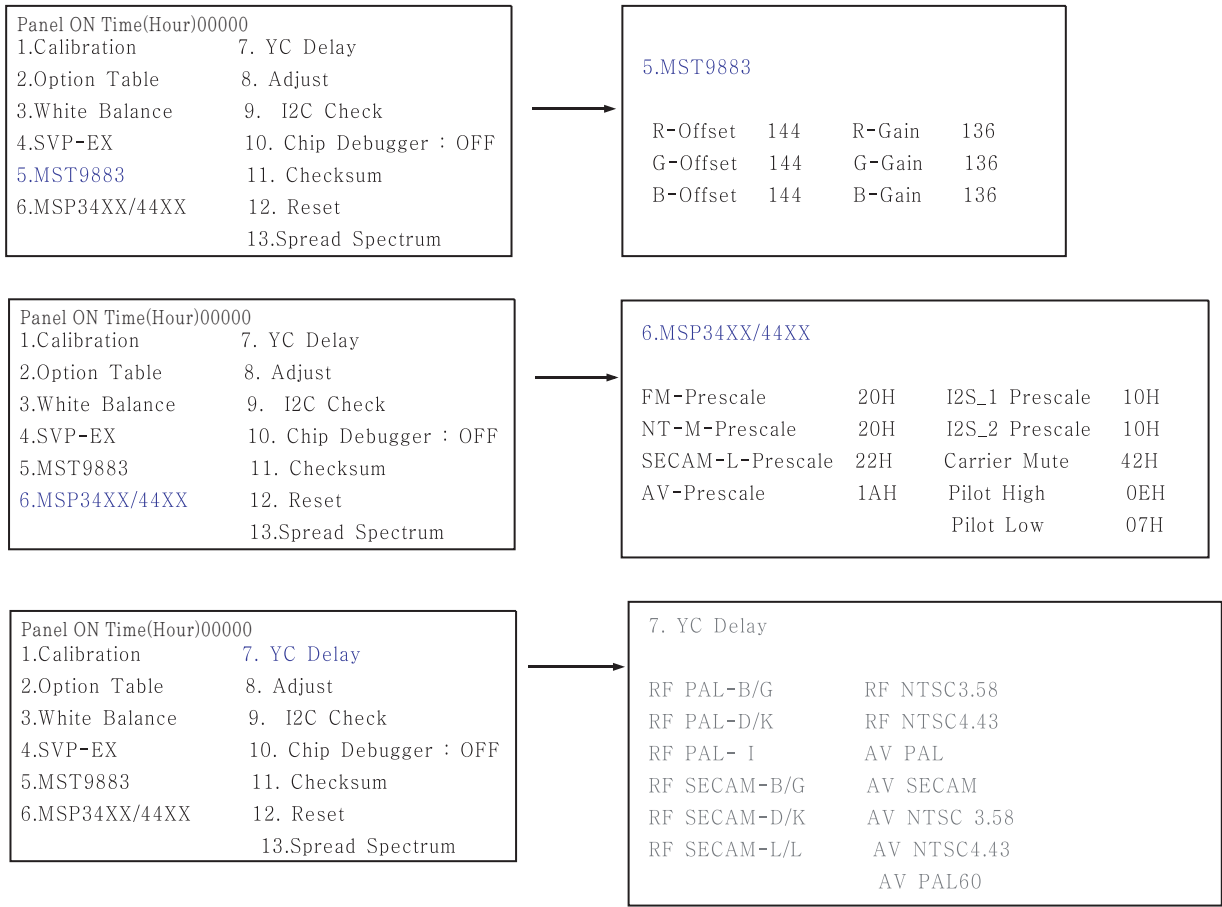 Panel ON Time(Hour)00000
1.Calibration 7. YC Delay
2.Option Table 8. Adjust
3.White Balance 9. I2C Check
4.SVP-EX 10. Chip Debugger : OFF
5.MST9883 11. Checksum
6.MSP34XX/44XX 12. Reset
13.Spread Spectrum
5.MST9883
R-Offset 144 R-Gain 136
G-Offset 144 G-Gain 136
B-Offset 144 B-Gain 136
Panel ON Time(Hour)00000
1.Calibration 7. YC Delay
2.Option Table 8. Adjust
3.White Balance 9. I2C Check
4.SVP-EX 10. Chip Debugger : OFF
5.MST9883 11. Checksum
6.MSP34XX/44XX 12. Reset
13.Spread Spectrum
6.MSP34XX/44XX
FM-Prescale 20H I2S_1 Prescale 10H
NT-M-Prescale 20H I2S_2 Prescale 10H
SECAM-L-Prescale 22H Carrier Mute 42H
AV-Prescale 1AH Pilot High 0EH
Pilot Low 07H
Panel ON Time(Hour)00000
1.Calibration 7. YC Delay
2.Option Table 8. Adjust
3.White Balance 9. I2C Check
4.SVP-EX 10. Chip Debugger : OFF
5.MST9883 11. Checksum
6.MSP34XX/44XX 12. Reset
13.Spread Spectrum
7. YC Delay
RF PAL-B/G RF NTSC3.58
RF PAL-D/K RF NTSC4.43
RF PAL- I AV PAL
RF SECAM-B/G AV SECAM
RF SECAM-D/K AV NTSC 3.58
RF SECAM-L/L AV NTSC4.43
AV PAL60